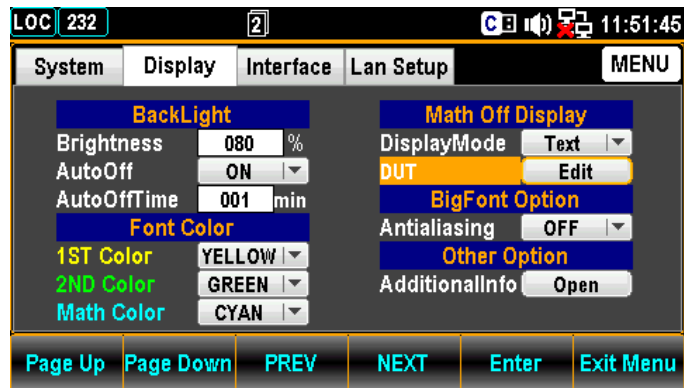 LOC 232 2 C 11:51:45
System Display Interface Lan Setup MENU
BackLight
Brightness 080 %
AutoOff ON
AutoOffTime 001 min
Font Color
1ST Color YELLOW
2ND Color GREEN
Math Color CYAN
Math Off Display
DisplayMode Text
DUT Edit
BigFont Option
Antialiasing OFF
Other Option
AdditionalInfo Open
Page Up Page Down PREV NEXT Enter Exit Menu